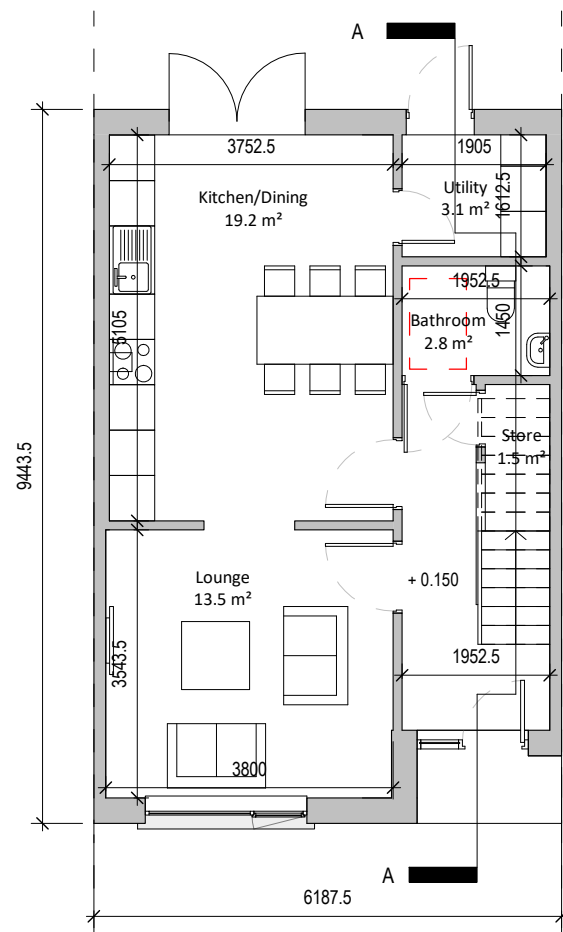 A
3752.5
1905
Kitchen/Dining
19.2 m²
Utility
3.1 m²
1612.5
1952.5
Bathroom
2.8 m²
1450
5105
Store
1.5 m²
9443.5
Lounge
13.5 m²
+ 0.150
3543.5
1952.5
3800
A
6187.5